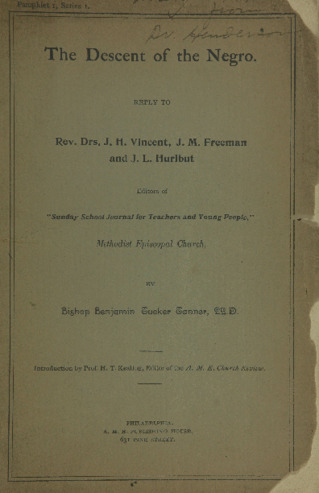 Pamphlet 1, Series 1.
The Descent of the Negro.
REPLY TO
Rev. Drs, J. H. Vincent, J. M. Freeman
and J. L. Hurlbut
Editors of
"Sunday School Journal for Teachers and Young People,"
Methodist Episcopal Church,
BY
Bishop Benjamin Tucker Tanner, LL.D.
Introduction by Prof. H. T. Kealing, Editor of the A. M. E. Church Review.
PHILADELPHIA.
A. M. E. PUBLISHING HOUSE.
631 PINE STREET.